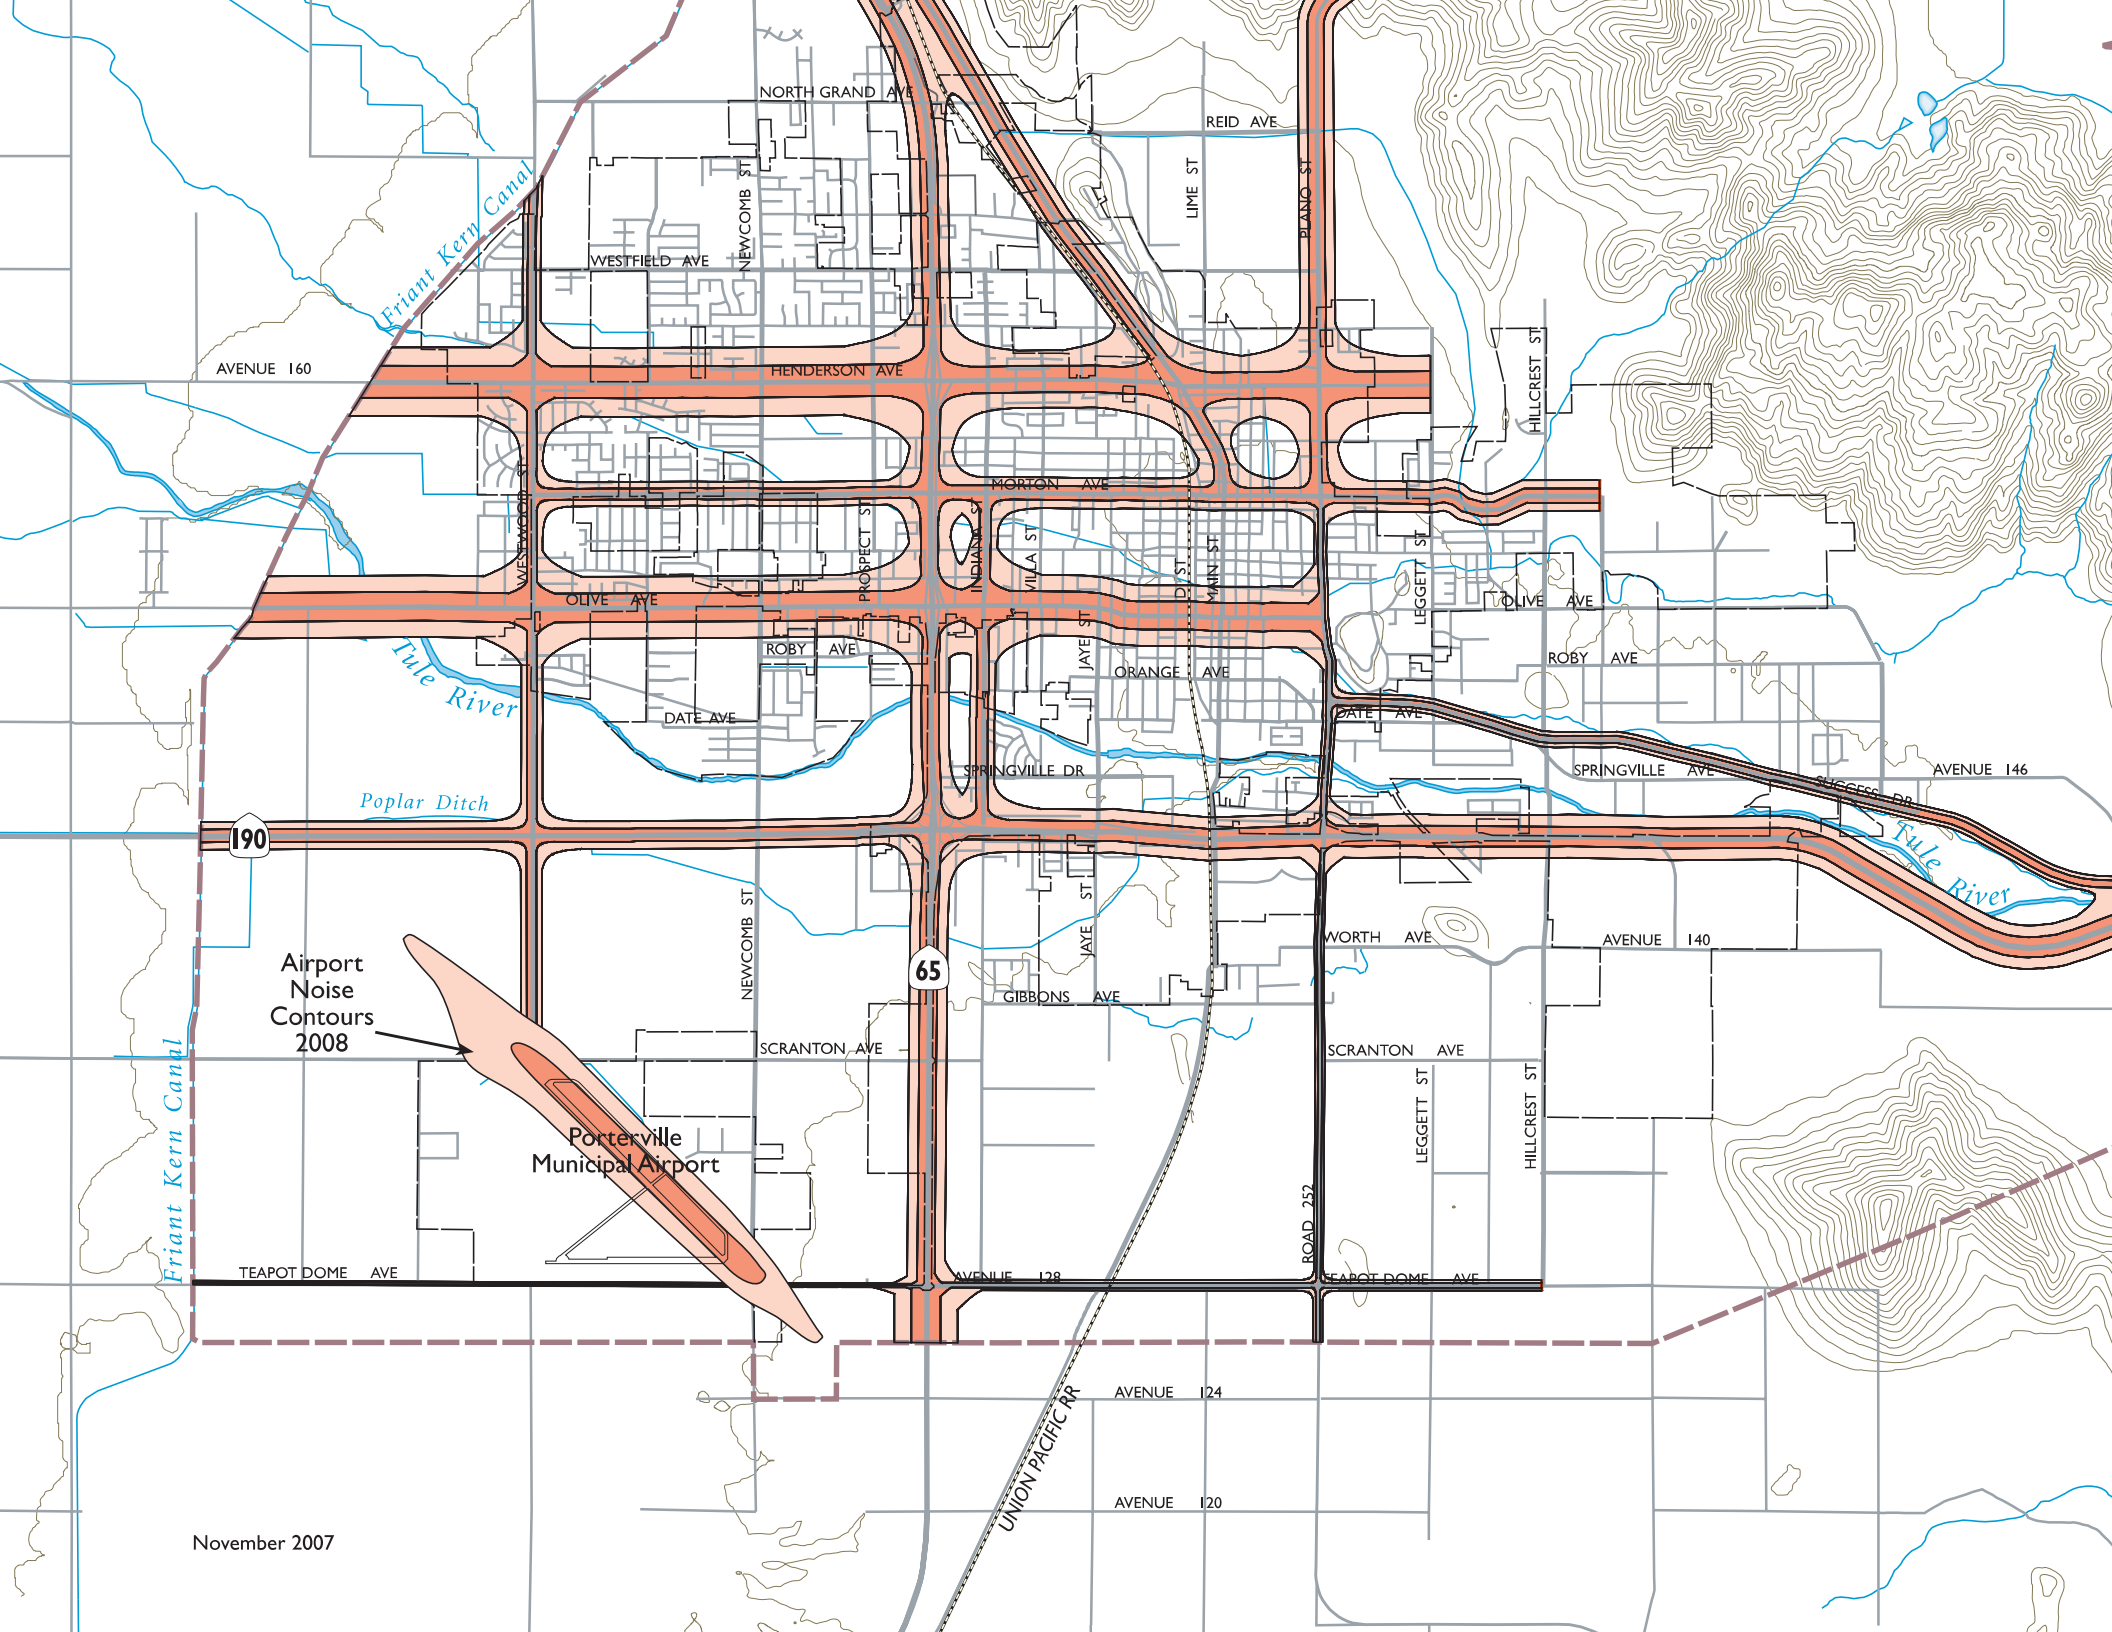 NORTH GRAND AVE
REID AVE
LIME ST
PLANO ST
NEWCOMB ST
Friant Kern Canal
WESTFIELD AVE
HILLCREST ST
AVENUE 160
HENDERSON AVE
MORTON AVE
WESTWOOD ST
PROSPECT ST
INDIANA ST
VILLA ST
D ST
MAIN ST
LEGGETT ST
OLIVE AVE
OLIVE AVE
JAYE ST
ROBY AVE
ROBY AVE
ORANGE AVE
Tule River
DATE AVE
DATE AVE
SPRINGVILLE DR
SPRINGVILLE AVE
AVENUE 146
SUCCESS DR
Poplar Ditch
190
Tule River
NEWCOMB ST
JAYE ST
WORTH AVE
AVENUE 140
65
Airport
Noise
Contours
2008
GIBBONS AVE
SCRANTON AVE
SCRANTON AVE
Friant Kern Canal
LEGGETT ST
HILLCREST ST
Porterville
Municipal Airport
ROAD 252
TEAPOT DOME AVE
AVENUE 128
TEAPOT DOME AVE
AVENUE 124
UNION PACIFIC RR
AVENUE 120
November 2007